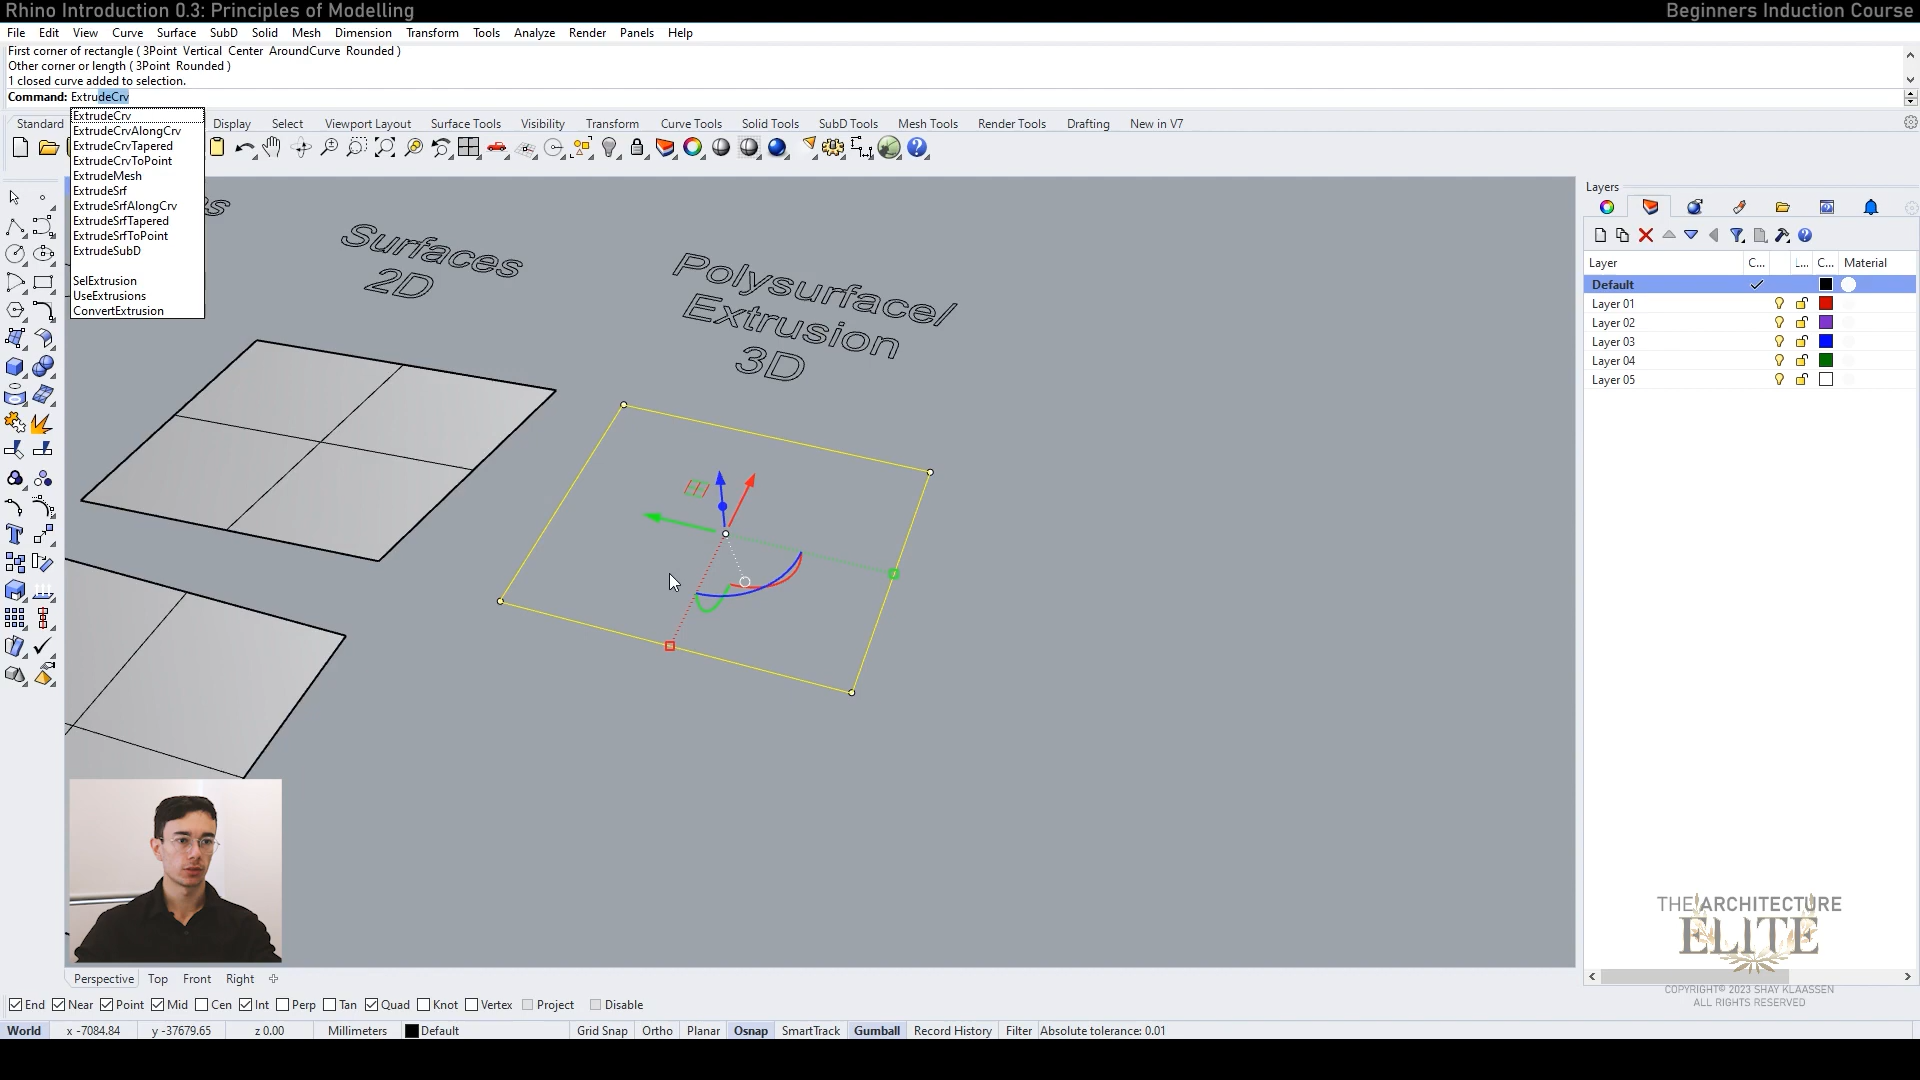 Rhino Introduction 0.3: Principles of Modelling
Beginners Induction Course
File Edit View Curve Surface SubD Solid Mesh Dimension Transform Tools Analyze Render Panels Help
First corner of rectangle ( 3Point Vertical Center AroundCurve Rounded )
Other corner or length ( 3Point Rounded )
1 closed curve added to selection.
Command: ExtrudeCrv
ExtrudeCrv
ExtrudeCrvAlongCrv
ExtrudeCrvTapered
ExtrudeCrvToPoint
ExtrudeMesh
ExtrudeSrf
ExtrudeSrfAlongCrv
ExtrudeSrfTapered
ExtrudeSrfToPoint
ExtrudeSubD
SelExtrusion
UseExtrusions
ConvertExtrusion
Standard Display Select Viewport Layout Surface Tools Visibility Transform Curve Tools Solid Tools SubD Tools Mesh Tools Render Tools Drafting New in V7
Surfaces
2D
Polysurface/
Extrusion
3D
Layers
Layer C... L... C... Material
Default
Layer 01
Layer 02
Layer 03
Layer 04
Layer 05
THE ARCHITECTURE
ELITE
COPYRIGHT© 2023 SHAY KLAASSEN
ALL RIGHTS RESERVED
Perspective Top Front Right
End Near Point Mid Cen Int Perp Tan Quad Knot Vertex Project Disable
World x -7084.84 y -37679.65 z 0.00 Millimeters Default Grid Snap Ortho Planar Osnap SmartTrack Gumball Record History Filter Absolute tolerance: 0.01